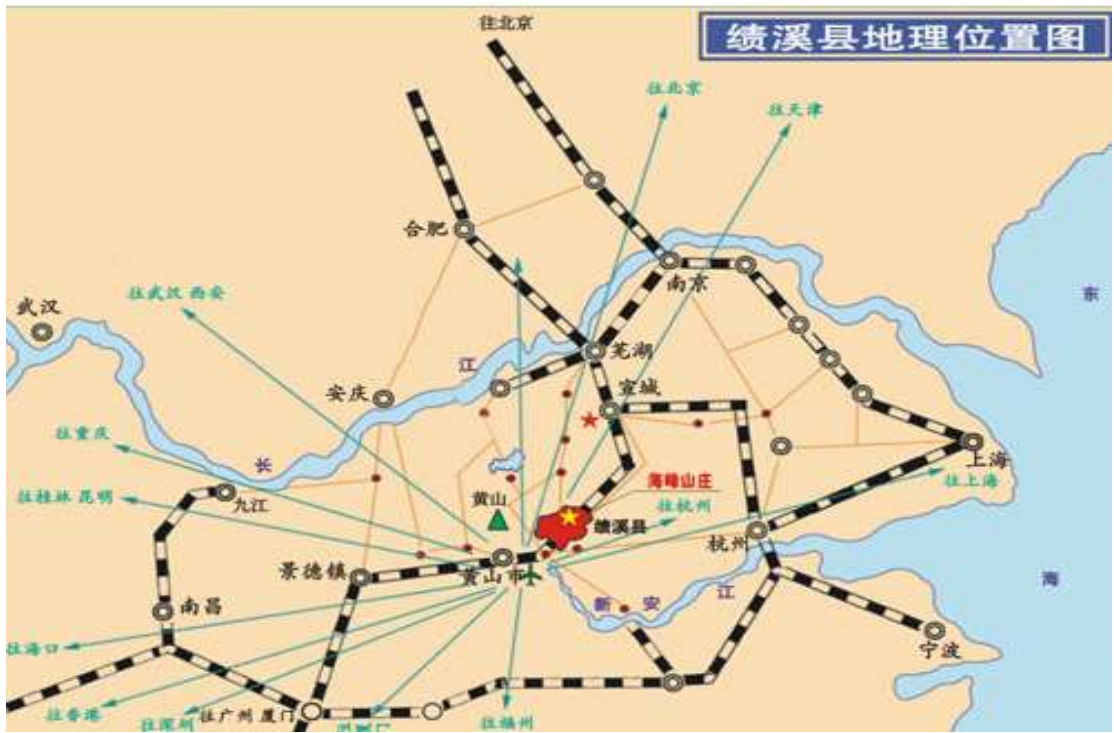 往北京
绩溪县地理位置图
往北京
往天津
合肥
南京
东
往武汉 西安
武汉
江
芜湖
安庆
宣城
往重庆
长
海峰山庄
上海
往上海
往桂林 昆明
九江
黄山
往杭州
绩溪县
杭州
景德镇
黄山市
海
南昌
新
安
江
往海口
宁波
往香港
往深圳
往广州 厦门
往福州